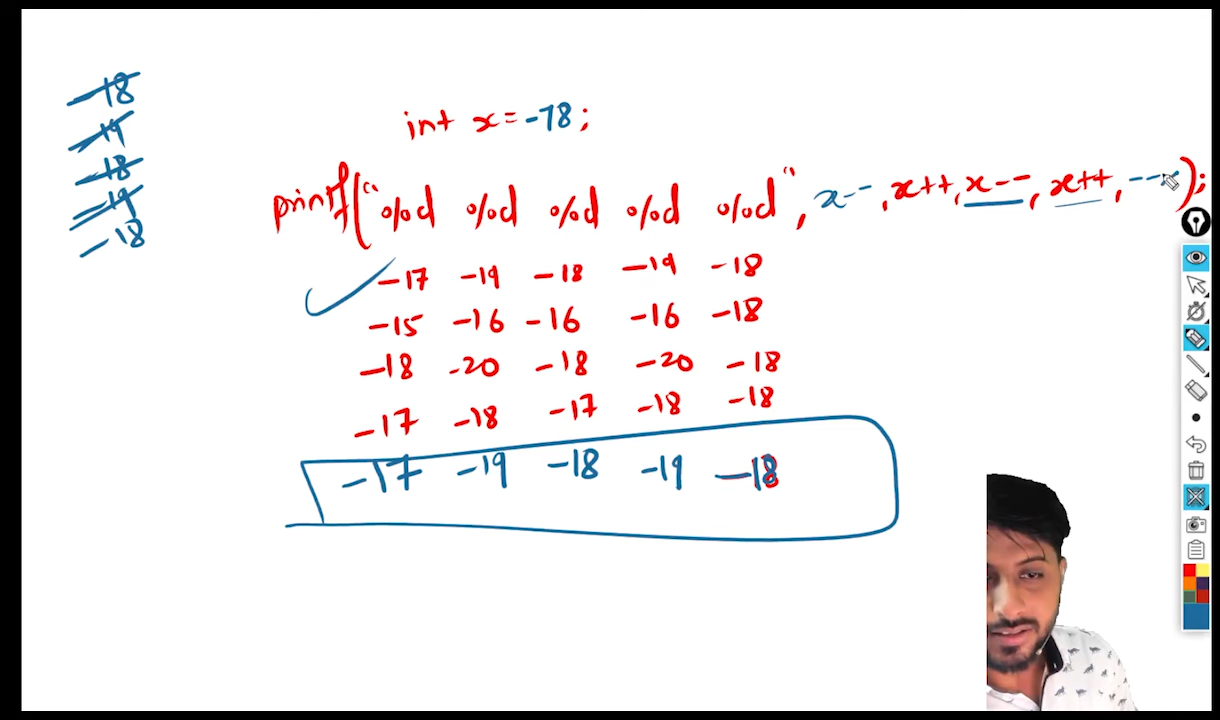 -18
-19
-18
-19
-18
int x = -78;
printf("%d %d %d %d %d", x--, x++, x--, x++, --x);
-17 -19 -18 -19 -18
-15 -16 -16 -16 -18
-18 -20 -18 -20 -18
-17 -18 -17 -18 -18
-17 -19 -18 -19 -18